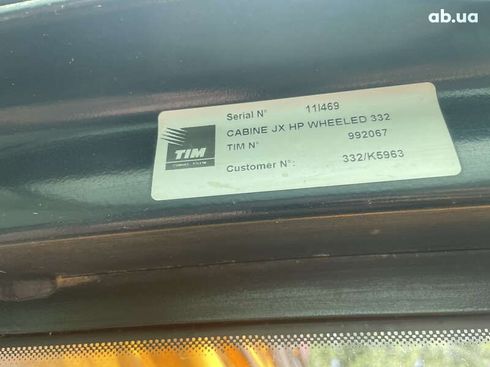 ab.ua
Serial N° 11I469
CABINE JX HP WHEELED 332
TIM N° 992067
Customer N°: 332/K5963
TIM